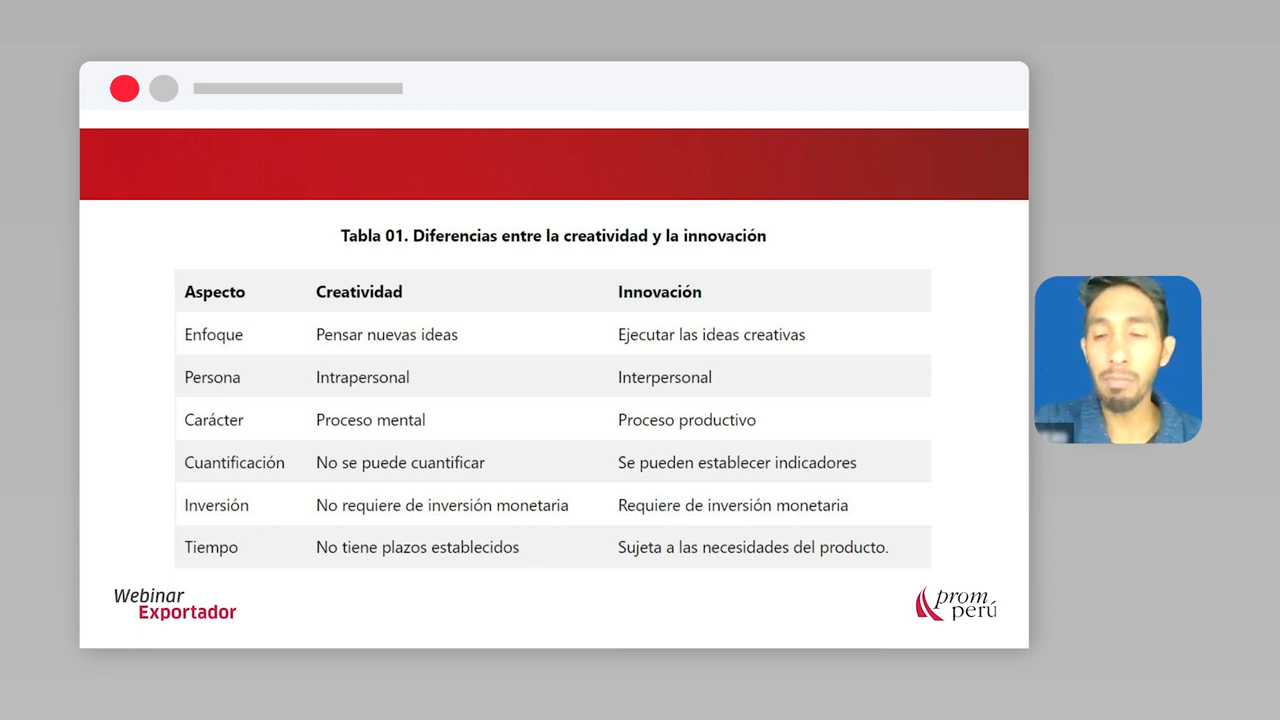 Tabla 01. Diferencias entre la creatividad y la innovación
Aspecto Creatividad Innovación
Enfoque Pensar nuevas ideas Ejecutar las ideas creativas
Persona Intrapersonal Interpersonal
Carácter Proceso mental Proceso productivo
Cuantificación No se puede cuantificar Se pueden establecer indicadores
Inversión No requiere de inversión monetaria Requiere de inversión monetaria
Tiempo No tiene plazos establecidos Sujeta a las necesidades del producto.
Webinar
Exportador
prom
perú